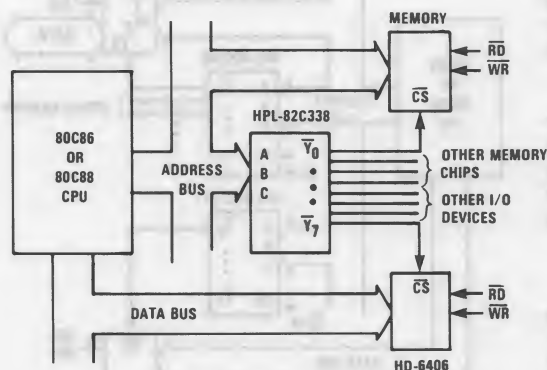 MEMORY
RD
WR
CS
HPL-82C338
80C86
OR
80C88
CPU
ADDRESS
BUS
A
B
C
Y0
Y7
OTHER MEMORY
CHIPS
OTHER I/O
DEVICES
CS
RD
WR
DATA BUS
HD-6406